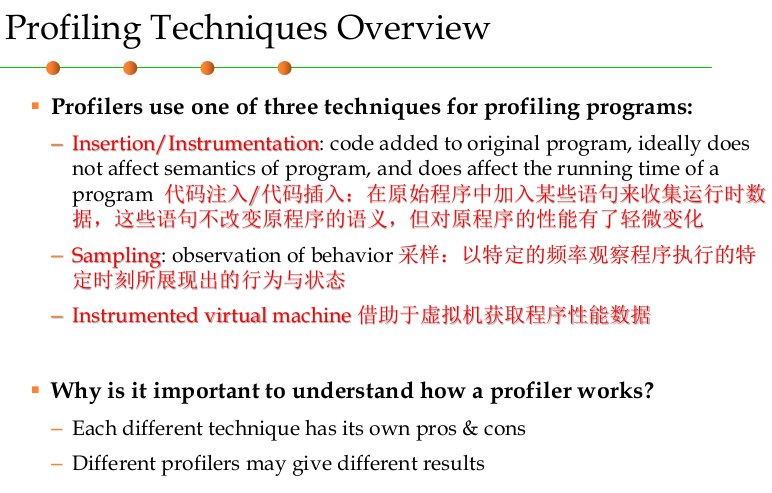 Profiling Techniques Overview
Profilers use one of three techniques for profiling programs:
– Insertion/Instrumentation: code added to original program, ideally does
not affect semantics of program, and does affect the running time of a
program 代码注入/代码插入：在原始程序中加入某些语句来收集运行时数
据，这些语句不改变原程序的语义，但对原程序的性能有了轻微变化
– Sampling: observation of behavior 采样：以特定的频率观察程序执行的特
定时刻所展现出的行为与状态
– Instrumented virtual machine 借助于虚拟机获取程序性能数据
Why is it important to understand how a profiler works?
– Each different technique has its own pros & cons
– Different profilers may give different results